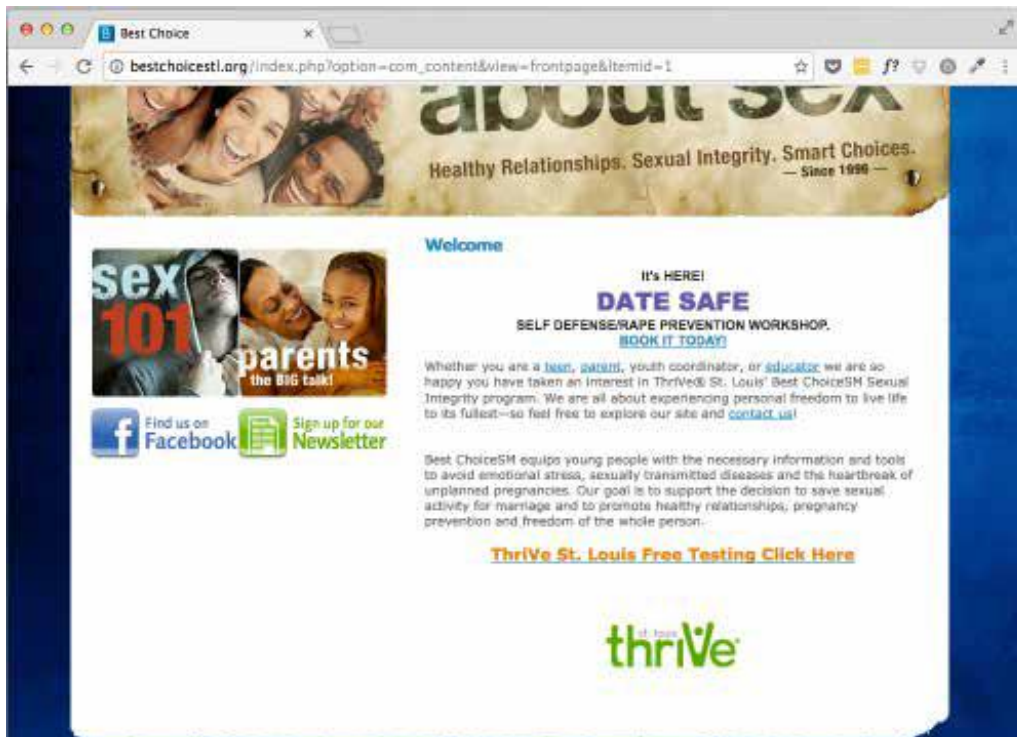 Best Choice
bestchoicestl.org/index.php?option=com_content&view=frontpage&Itemid=1
about sex
Healthy Relationships. Sexual Integrity. Smart Choices.
— Since 1996 —
sex
101
parents
the BIG talk!
Find us on
Facebook
Sign up for our
Newsletter
Welcome
It's HERE!
DATE SAFE
SELF DEFENSE/RAPE PREVENTION WORKSHOP.
BOOK IT TODAY!
Whether you are a teen, parent, youth coordinator, or educator we are so
happy you have taken an interest in ThriVe® St. Louis' Best ChoiceSM Sexual
Integrity program. We are all about experiencing personal freedom to live life
to its fullest—so feel free to explore our site and contact us!
Best ChoiceSM equips young people with the necessary information and tools
to avoid emotional stress, sexually transmitted diseases and the heartbreak of
unplanned pregnancies. Our goal is to support the decision to save sexual
activity for marriage and to promote healthy relationships, pregnancy
prevention and freedom of the whole person.
ThriVe St. Louis Free Testing Click Here
st. louis
thriVe